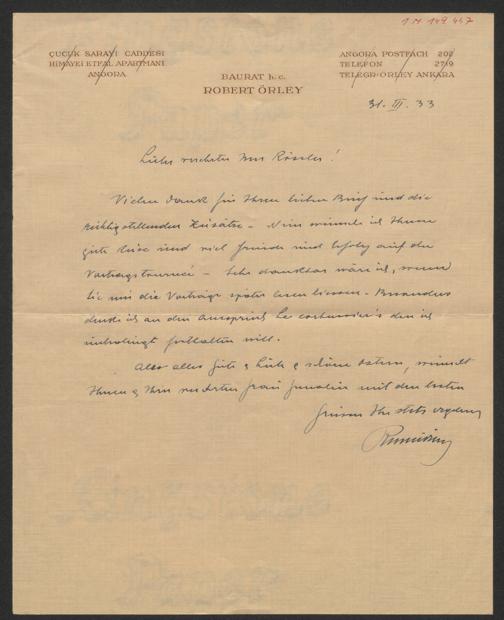 I.N. 149.457
ÇUÇUK SARAYI CADDESI
HIMAYEI ETFAL APARTMANI
ANGORA
BAURAT h. c.
ROBERT ÖRLEY
ANGORA POSTFACH 202
TELEFON 2719
TELEGR. ÖRLEY ANKARA
31. III. 33
Lieber verehrter Herr Rössler!
Vielen Dank für Ihren lieben Brief und die
richtigstellenden Zusätze - Nun wünsche ich Ihnen
gute Reise und viel Freude und Erfolg auf der
Vortragstournée - Sehr dankbar wäre ich, wenn
Sie mir die Vorträge später lesen liessen - Besonders
denke ich an den Ausspruch Le Corbusier's den ich
unbedingt festhalten will.
Also alles Gute & Liebe & schöne Ostern, wünscht
Ihnen & Ihrer verehrten Frau Gemalin mit den besten
Grüssen Ihr stets ergebener